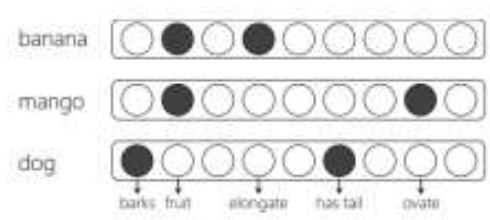 banana
mango
dog
barks fruit elongate has tail ovate